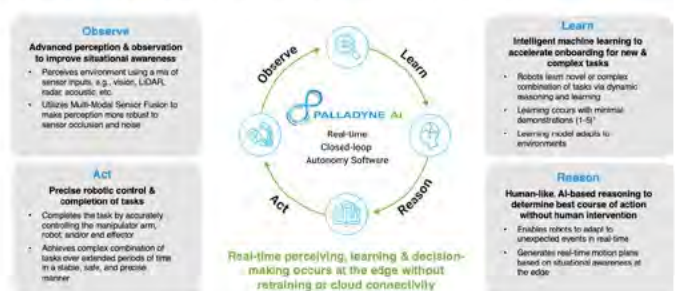 Observe
Advanced perception & observation
to improve situational awareness
• Perceives environment using a mix of
sensor inputs, e.g., vision, LiDAR,
radar, acoustic, etc.
• Utilizes Multi-Modal Sensor Fusion to
make perception more robust to
sensor occlusion and noise
Act
Precise robotic control &
completion of tasks
• Completes the task by accurately
controlling the manipulator arm,
robot, and/or end effector
• Achieves complex combination of
tasks over extended periods of time
in a stable, safe, and precise
manner
Observe
Learn
Reason
Act
PALLADYNE AI
Real-time
Closed-loop
Autonomy Software
Real-time perceiving, learning & decision-
making occurs at the edge without
retraining or cloud connectivity
Learn
Intelligent machine learning to
accelerate onboarding for new &
complex tasks
• Robots learn novel or complex
combination of tasks via dynamic
reasoning and learning
• Learning occurs with minimal
demonstrations (1-5)
• Learning model adapts to
environments
Reason
Human-like, AI-based reasoning to
determine best course of action
without human intervention
• Enables robots to adapt to
unexpected events in real-time
• Generates real-time motion plans
based on situational awareness at
the edge